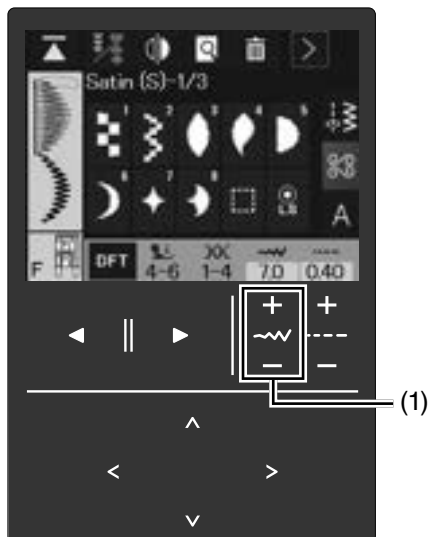 Satin (S)-1/3
1 2 3 4 5
6 7 8
LB
A
F DFT 4-6 1-4 7.0 0.40
+ +
− −
(1)